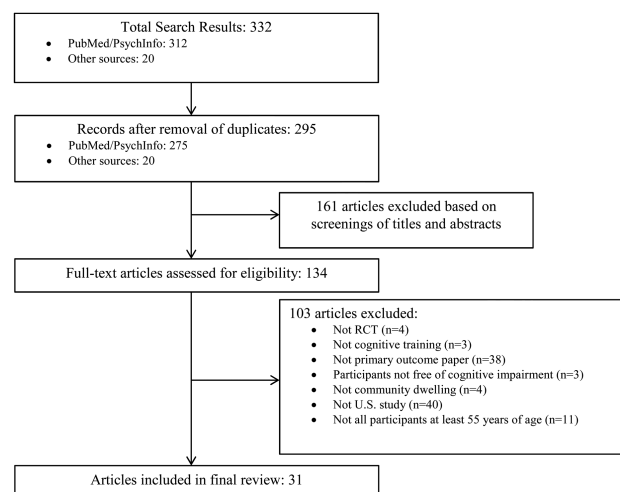 Total Search Results: 332
• PubMed/PsychInfo: 312
• Other sources: 20
Records after removal of duplicates: 295
• PubMed/PsychInfo: 275
• Other sources: 20
161 articles excluded based on
screenings of titles and abstracts
Full-text articles assessed for eligibility: 134
103 articles excluded:
• Not RCT (n=4)
• Not cognitive training (n=3)
• Not primary outcome paper (n=38)
• Participants not free of cognitive impairment (n=3)
• Not community dwelling (n=4)
• Not U.S. study (n=40)
• Not all participants at least 55 years of age (n=11)
Articles included in final review: 31